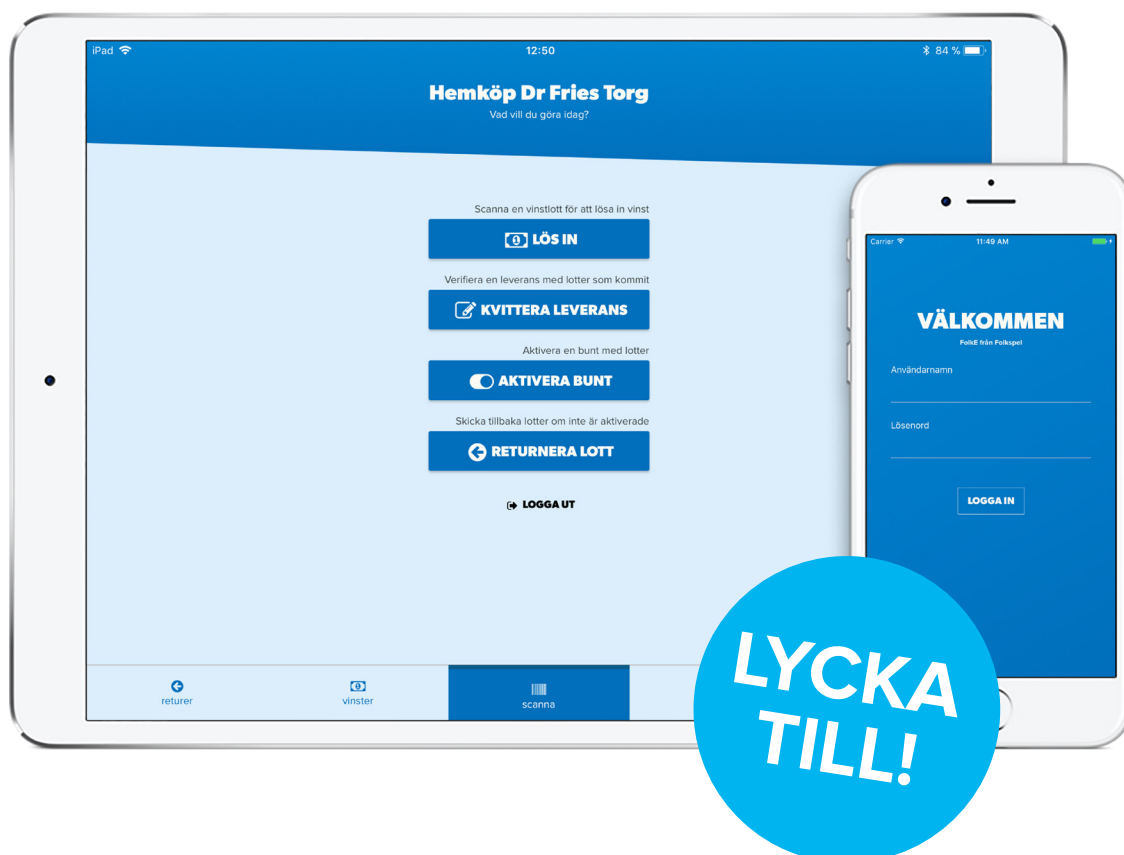 iPad
12:50
84 %
Hemköp Dr Fries Torg
Vad vill du göra idag?
Scanna en vinstlott för att lösa in vinst
LÖS IN
Verifiera en leverans med lotter som kommit
KVITTERA LEVERANS
Aktivera en bunt med lotter
AKTIVERA BUNT
Skicka tillbaka lotter om inte är aktiverade
RETURNERA LOTT
LOGGA UT
returer
vinster
scanna
Carrier
11:49 AM
VÄLKOMMEN
FolkE från Folkspel
Användarnamn
Lösenord
LOGGA IN
LYCKA
TILL!